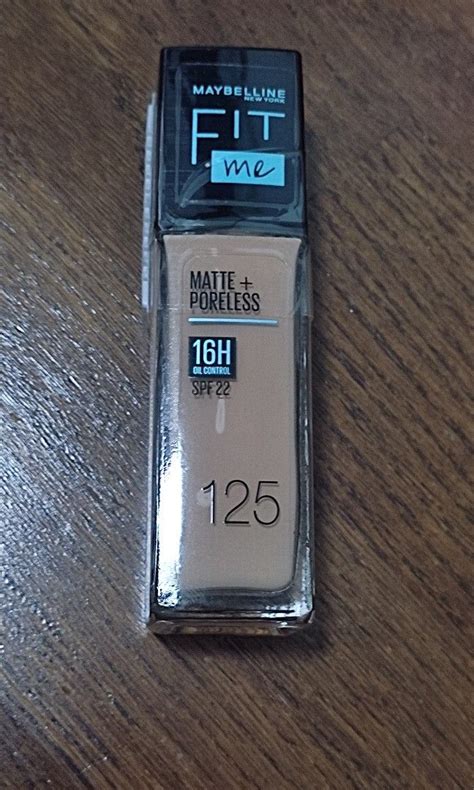 MAYBELLINE
NEW YORK
FIT
me
MATTE +
PORELESS
16H
OIL CONTROL
SPF 22
125